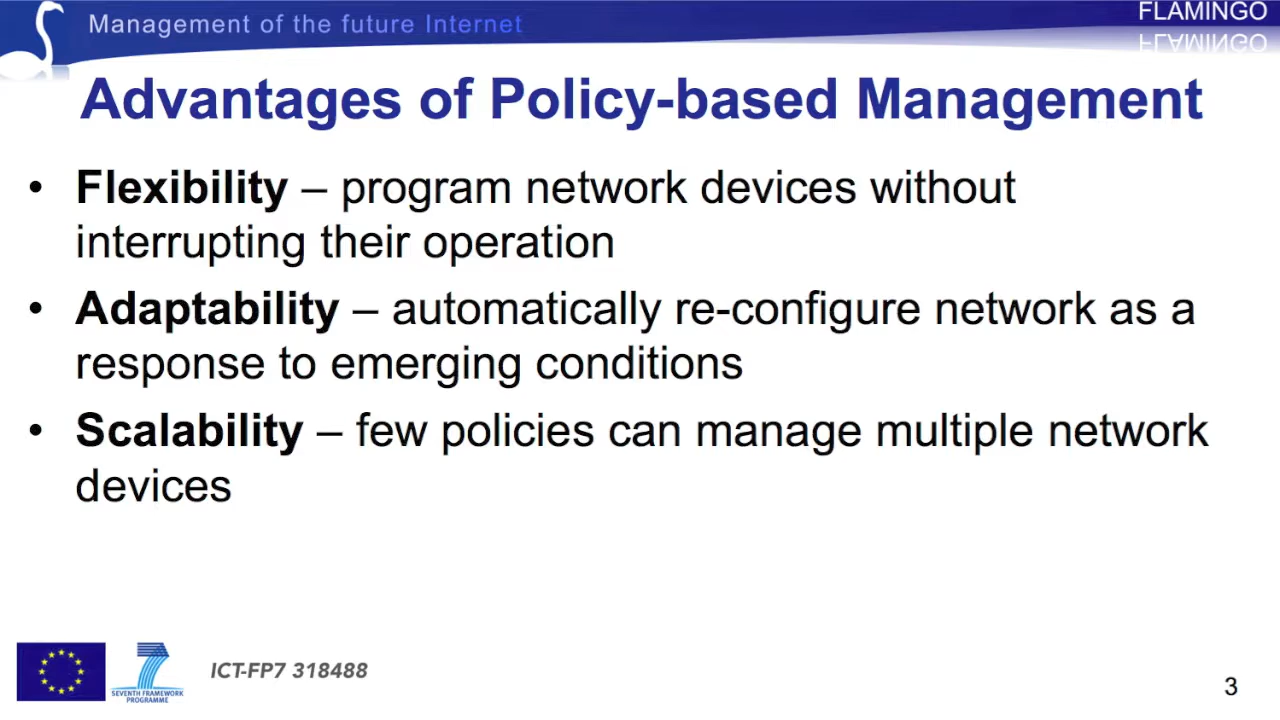 Management of the future Internet
FLAMINGO
FLAMINGO
Advantages of Policy-based Management
• Flexibility – program network devices without
interrupting their operation
• Adaptability – automatically re-configure network as a
response to emerging conditions
• Scalability – few policies can manage multiple network
devices
SEVENTH FRAMEWORK
PROGRAMME
ICT-FP7 318488
3